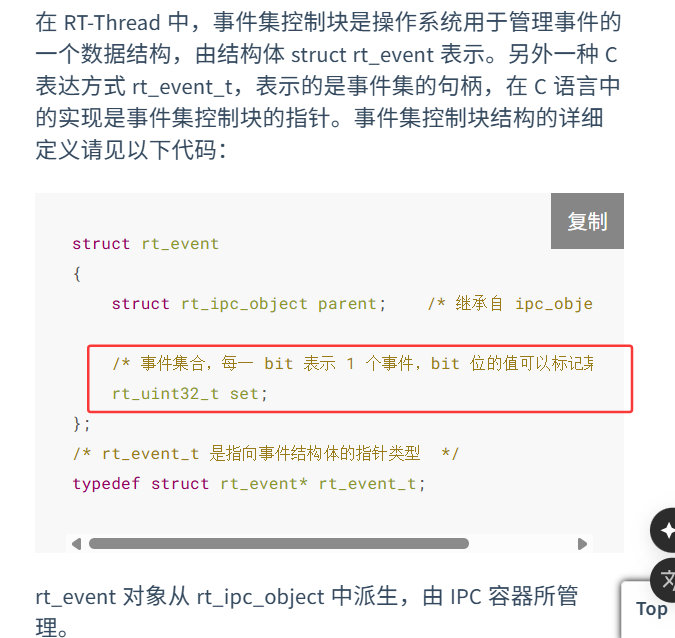 在 RT-Thread 中，事件集控制块是操作系统用于管理事件的
一个数据结构，由结构体 struct rt_event 表示。另外一种 C
表达方式 rt_event_t，表示的是事件集的句柄，在 C 语言中
的实现是事件集控制块的指针。事件集控制块结构的详细
定义请见以下代码：
复制
struct rt_event
{
    struct rt_ipc_object parent;    /* 继承自 ipc_obje
    /* 事件集合，每一 bit 表示 1 个事件，bit 位的值可以标记
    rt_uint32_t set;
};
/* rt_event_t 是指向事件结构体的指针类型  */
typedef struct rt_event* rt_event_t;
rt_event 对象从 rt_ipc_object 中派生，由 IPC 容器所管
理。
Top